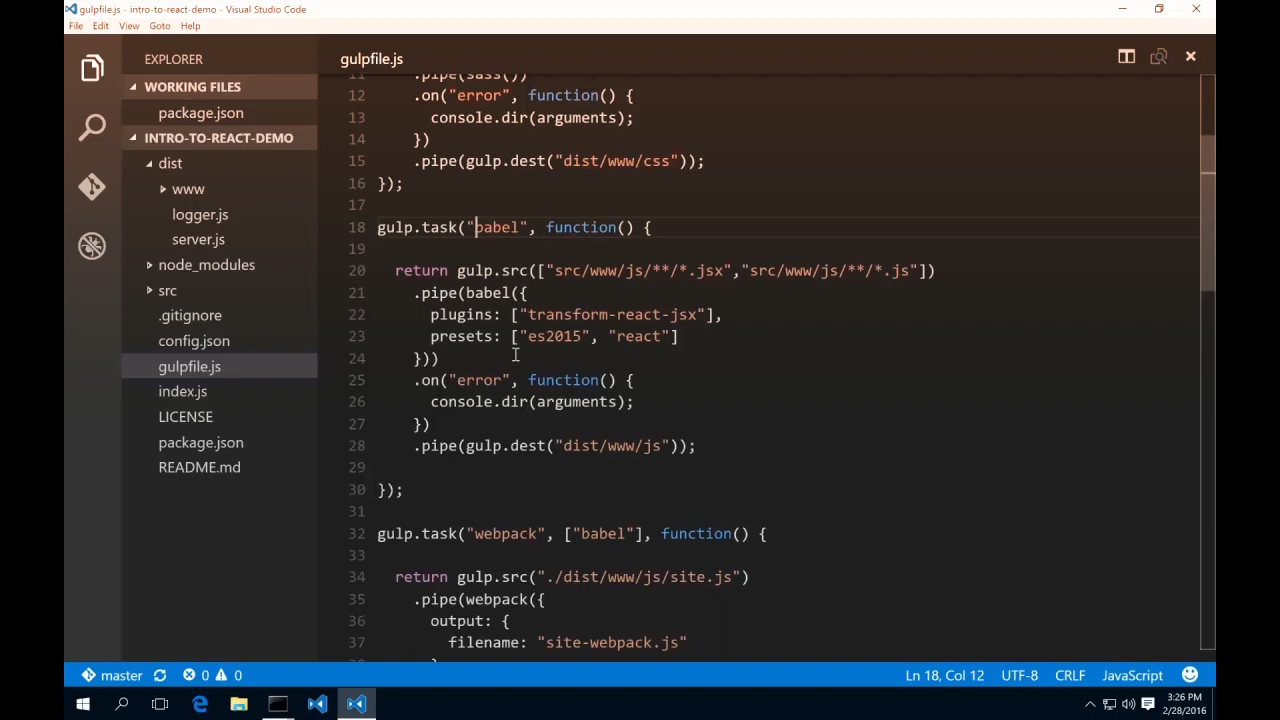 gulpfile.js - intro-to-react-demo - Visual Studio Code
File Edit View Goto Help
EXPLORER
WORKING FILES
package.json
INTRO-TO-REACT-DEMO
dist
www
logger.js
server.js
node_modules
src
.gitignore
config.json
gulpfile.js
index.js
LICENSE
package.json
README.md
gulpfile.js
11 .pipe(sass())
12 .on("error", function() {
13 console.dir(arguments);
14 })
15 .pipe(gulp.dest("dist/www/css"));
16 });
17
18 gulp.task("babel", function() {
19
20 return gulp.src(["src/www/js/**/*.jsx","src/www/js/**/*.js"])
21 .pipe(babel({
22 plugins: ["transform-react-jsx"],
23 presets: ["es2015", "react"]
24 }))
25 .on("error", function() {
26 console.dir(arguments);
27 })
28 .pipe(gulp.dest("dist/www/js"));
29
30 });
31
32 gulp.task("webpack", ["babel"], function() {
33
34 return gulp.src("./dist/www/js/site.js")
35 .pipe(webpack({
36 output: {
37 filename: "site-webpack.js"
master 0 0 Ln 18, Col 12 UTF-8 CRLF JavaScript
3:26 PM
2/28/2016